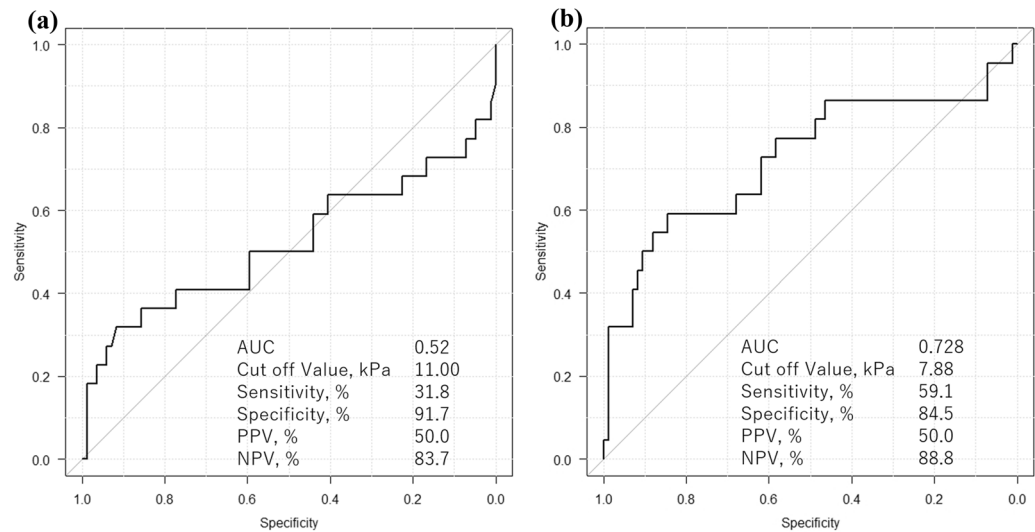 (a)
1.0
0.8
0.6
0.4
0.2
0.0
Sensitivity
AUC 0.52
Cut off Value, kPa 11.00
Sensitivity, % 31.8
Specificity, % 91.7
PPV, % 50.0
NPV, % 83.7
1.0 0.8 0.6 0.4 0.2 0.0
Specificity
(b)
1.0
0.8
0.6
0.4
0.2
0.0
Sensitivity
AUC 0.728
Cut off Value, kPa 7.88
Sensitivity, % 59.1
Specificity, % 84.5
PPV, % 50.0
NPV, % 88.8
1.0 0.8 0.6 0.4 0.2 0.0
Specificity